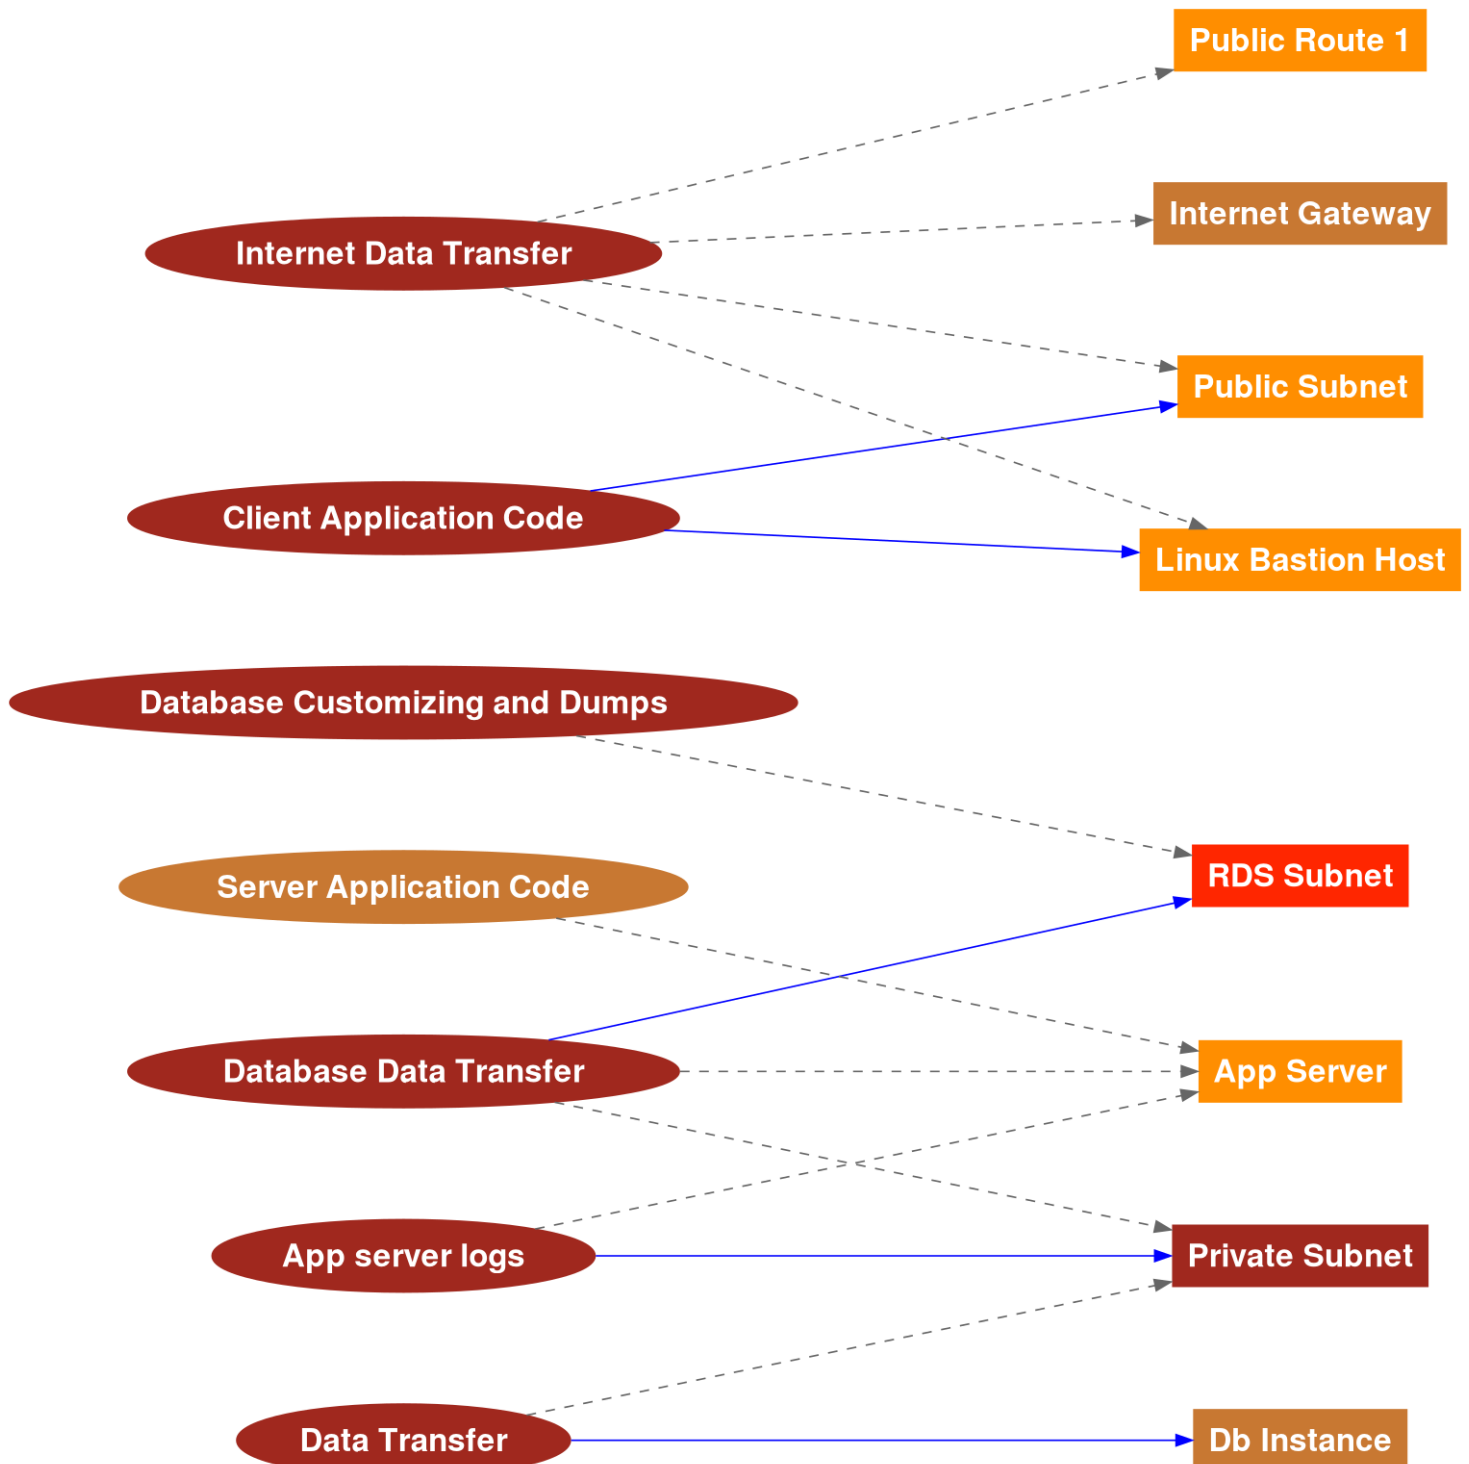 Public Route 1
Internet Gateway
Internet Data Transfer
Public Subnet
Client Application Code
Linux Bastion Host
Database Customizing and Dumps
RDS Subnet
Server Application Code
Database Data Transfer
App Server
App server logs
Private Subnet
Data Transfer
Db Instance